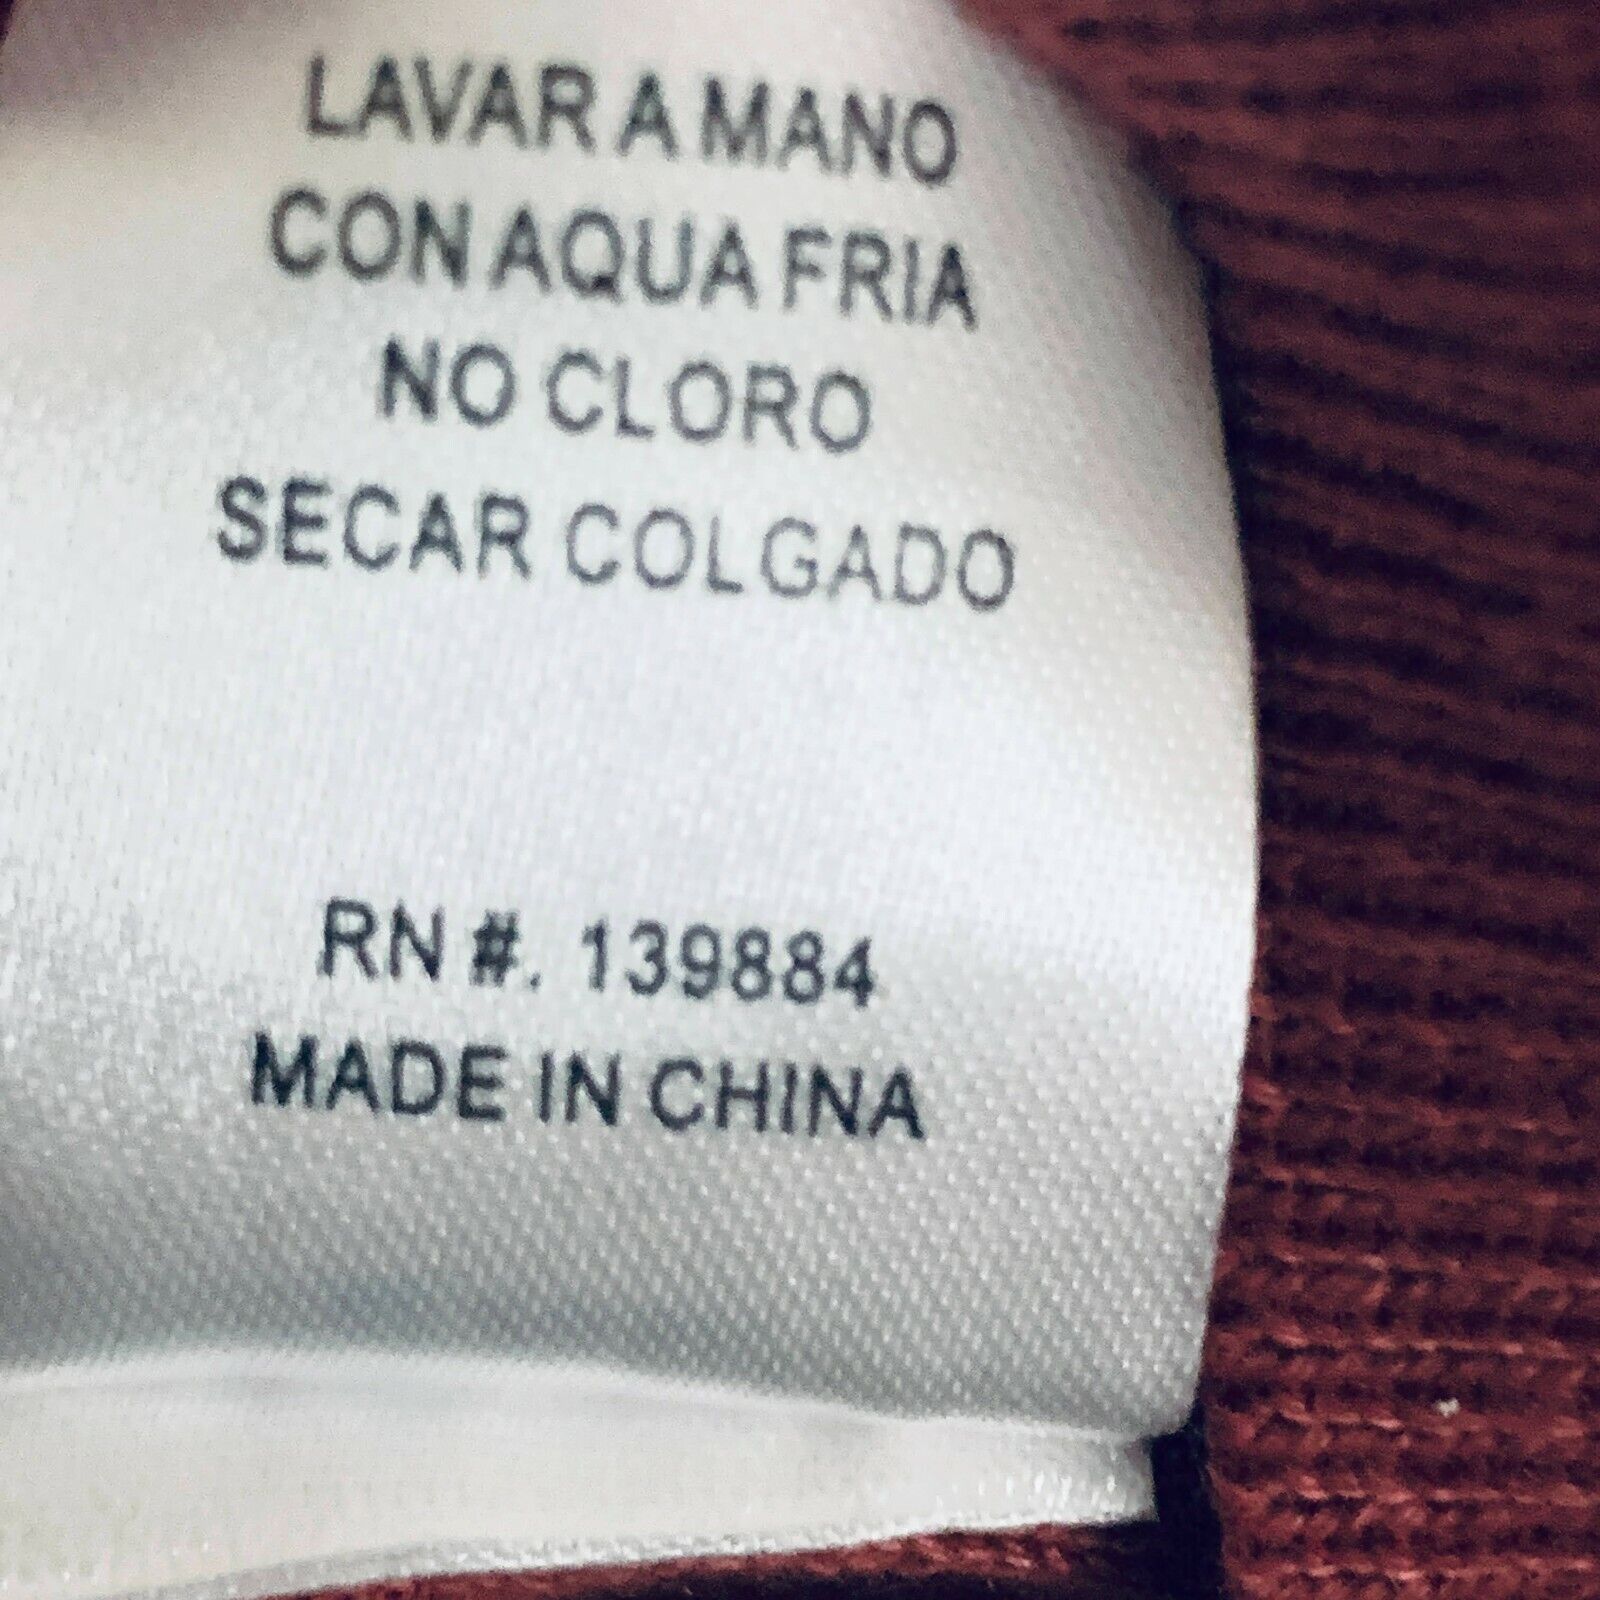 LAVAR A MANO
CON AQUA FRIA
NO CLORO
SECAR COLGADO
RN #. 139884
MADE IN CHINA